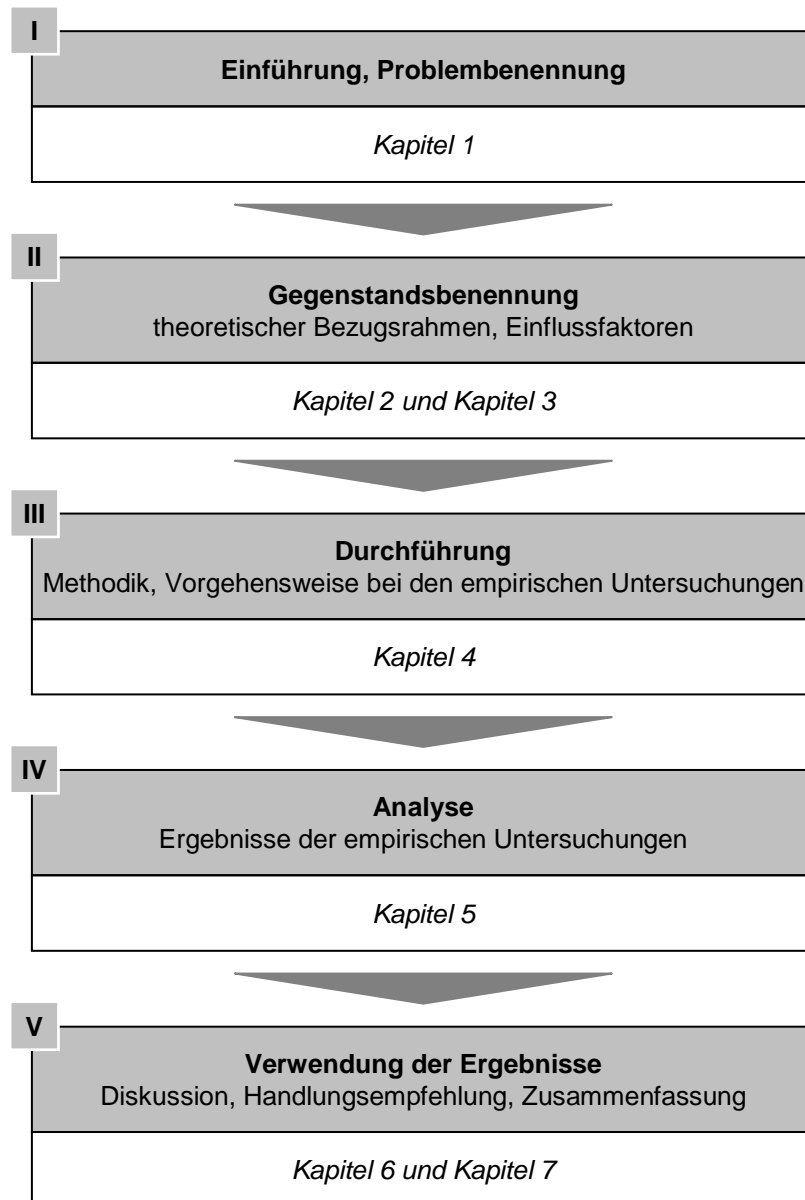 I
Einführung, Problembenennung
Kapitel 1
II
Gegenstandsbenennung
theoretischer Bezugsrahmen, Einflussfaktoren
Kapitel 2 und Kapitel 3
III
Durchführung
Methodik, Vorgehensweise bei den empirischen Untersuchungen
Kapitel 4
IV
Analyse
Ergebnisse der empirischen Untersuchungen
Kapitel 5
V
Verwendung der Ergebnisse
Diskussion, Handlungsempfehlung, Zusammenfassung
Kapitel 6 und Kapitel 7